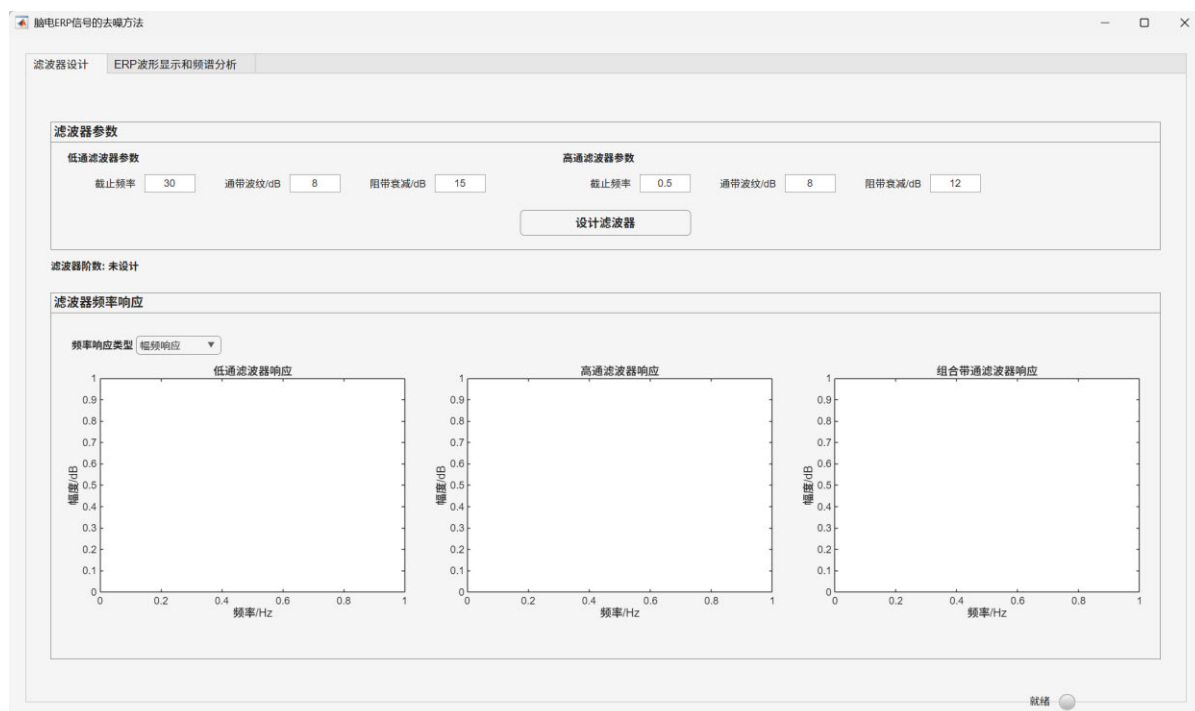 脑电ERP信号的去噪方法
滤波器设计 ERP波形显示和频谱分析
滤波器参数
低通滤波器参数 高通滤波器参数
截止频率 30 通带波纹/dB 8 阻带衰减/dB 15 截止频率 0.5 通带波纹/dB 8 阻带衰减/dB 12
设计滤波器
滤波器阶数: 未设计
滤波器频率响应
频率响应类型 幅频响应
低通滤波器响应
1
0.9
0.8
0.7
0.6
0.5
0.4
0.3
0.2
0.1
0
幅度/dB
0 0.2 0.4 0.6 0.8 1
频率/Hz
高通滤波器响应
1
0.9
0.8
0.7
0.6
0.5
0.4
0.3
0.2
0.1
0
幅度/dB
0 0.2 0.4 0.6 0.8 1
频率/Hz
组合带通滤波器响应
1
0.9
0.8
0.7
0.6
0.5
0.4
0.3
0.2
0.1
0
幅度/dB
0 0.2 0.4 0.6 0.8 1
频率/Hz
就绪